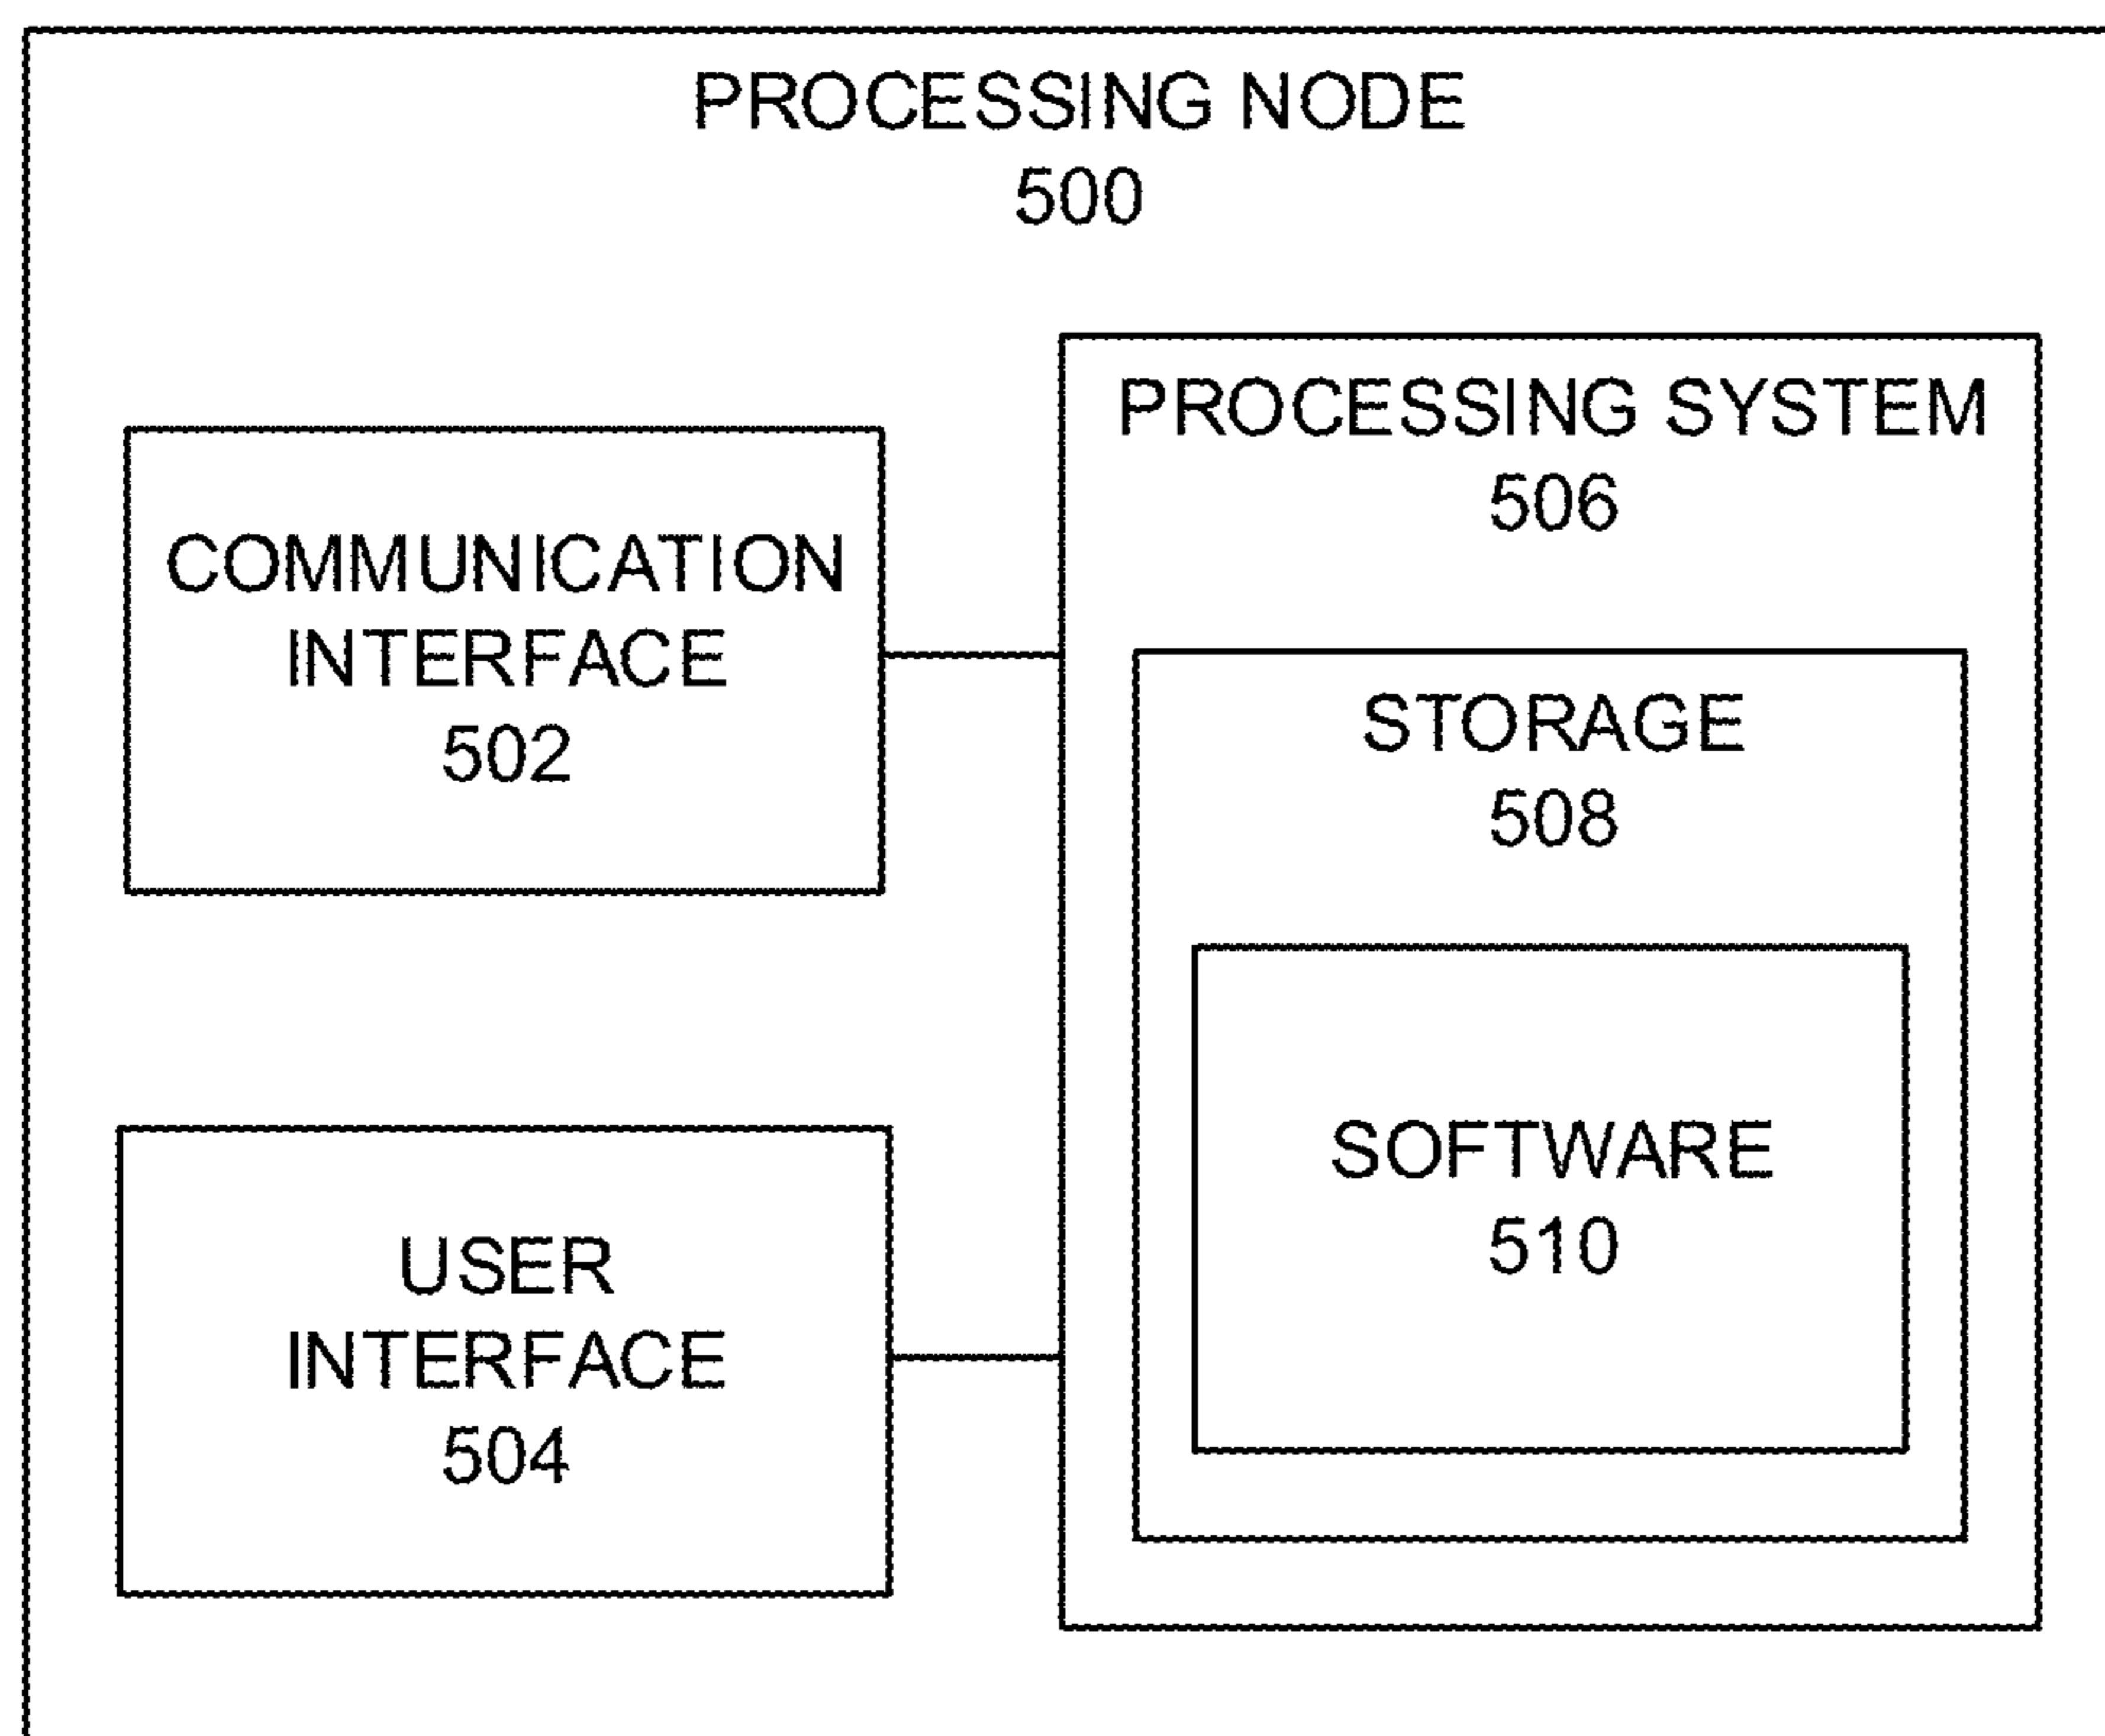 PROCESSING NODE
500
COMMUNICATION
INTERFACE
502
USER
INTERFACE
504
PROCESSING SYSTEM
506
STORAGE
508
SOFTWARE
510